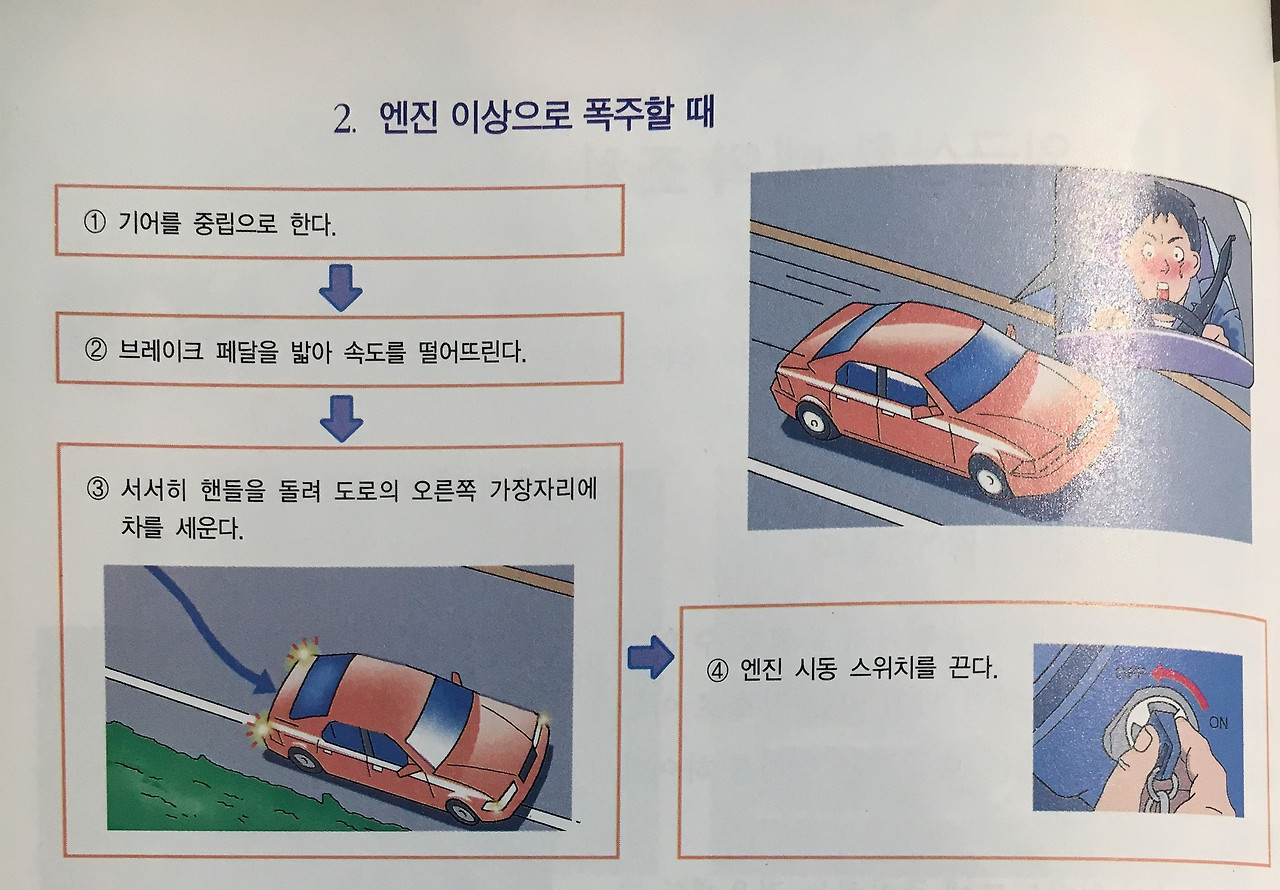 2. 엔진 이상으로 폭주할 때
① 기어를 중립으로 한다.
② 브레이크 페달을 밟아 속도를 떨어뜨린다.
③ 서서히 핸들을 돌려 도로의 오른쪽 가장자리에
차를 세운다.
④ 엔진 시동 스위치를 끈다.
OFF
ON